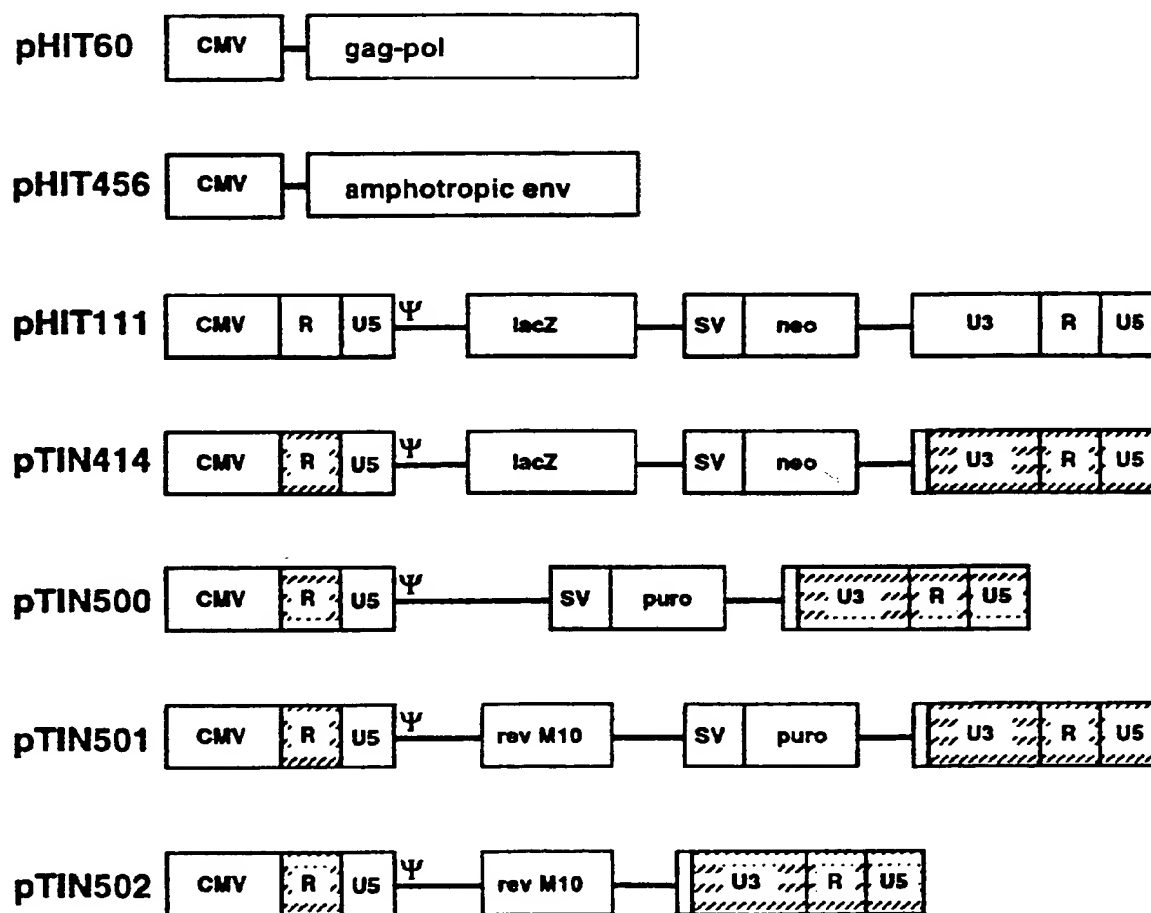 pHIT60 CMV gag-pol
pHIT456 CMV amphotropic env
pHIT111 CMV R U5 Ψ lacZ SV neo U3 R U5
pTIN414 CMV R U5 Ψ lacZ SV neo U3 R U5
pTIN500 CMV R U5 Ψ SV puro U3 R U5
pTIN501 CMV R U5 Ψ rev M10 SV puro U3 R U5
pTIN502 CMV R U5 Ψ rev M10 U3 R U5